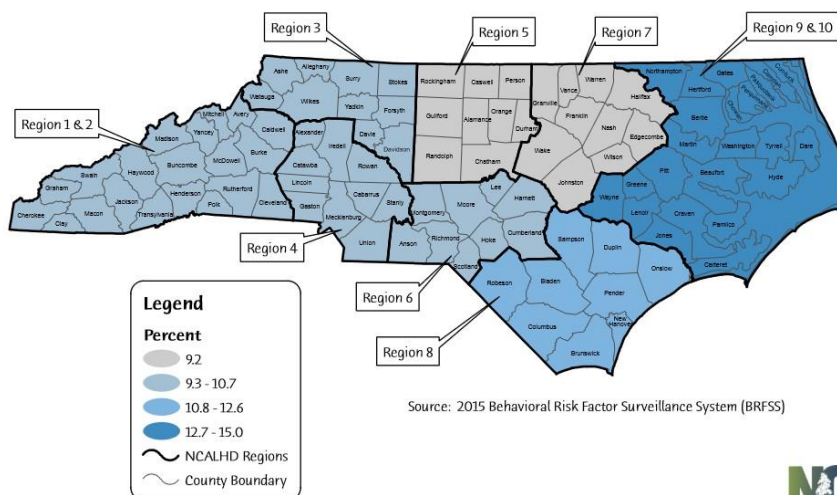 Region 3
Region 5
Region 7
Region 9 & 10
Region 1 & 2
Ashe
Alleghany
Surry
Stokes
Rockingham
Caswell
Person
Vance
Warren
Northampton
Gates
Currituck
Camden
Pasquotank
Perquimans
Chowan
Watauga
Wilkes
Yadkin
Forsyth
Guilford
Alamance
Orange
Durham
Granville
Franklin
Halifax
Hertford
Bertie
Mitchell
Avery
Madison
Yancey
Caldwell
Alexander
Iredell
Davie
Davidson
Randolph
Chatham
Wake
Nash
Edgecombe
Wilson
Martin
Washington
Tyrrell
Dare
Swain
Haywood
Buncombe
McDowell
Burke
Catawba
Rowan
Johnston
Pitt
Beaufort
Hyde
Graham
Jackson
Henderson
Rutherford
Cleveland
Lincoln
Gaston
Cabarrus
Stanly
Montgomery
Moore
Lee
Harnett
Wayne
Greene
Lenoir
Craven
Pamlico
Cherokee
Clay
Macon
Transylvania
Polk
Mecklenburg
Union
Anson
Richmond
Hoke
Cumberland
Scotland
Sampson
Duplin
Jones
Onslow
Carteret
Region 4
Region 6
Robeson
Bladen
Pender
New
Hanover
Columbus
Brunswick
Region 8
Legend
Percent
9.2
9.3 - 10.7
10.8 - 12.6
12.7 - 15.0
NCALHD Regions
County Boundary
Source: 2015 Behavioral Risk Factor Surveillance System (BRFSS)